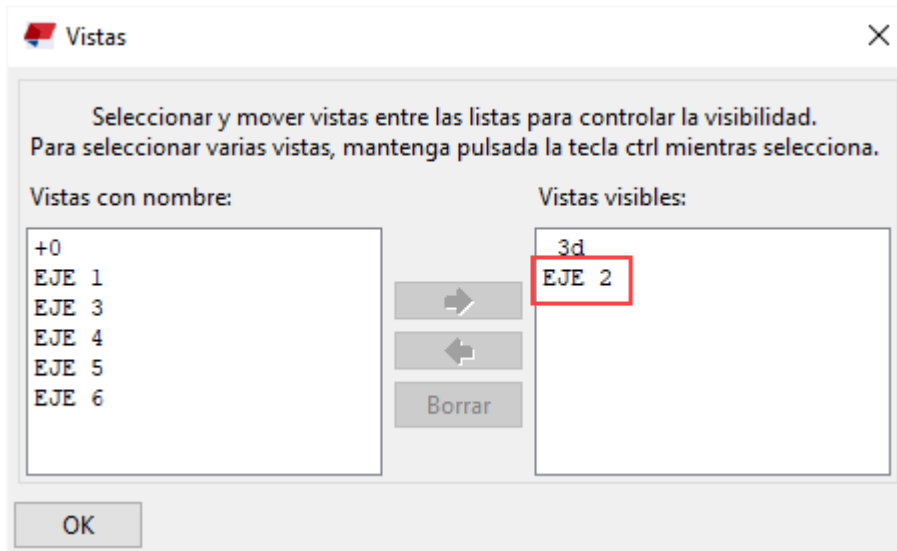 Vistas
Seleccionar y mover vistas entre las listas para controlar la visibilidad.
Para seleccionar varias vistas, mantenga pulsada la tecla ctrl mientras selecciona.
Vistas con nombre:
+0
EJE 1
EJE 3
EJE 4
EJE 5
EJE 6
Borrar
Vistas visibles:
3d
EJE 2
OK